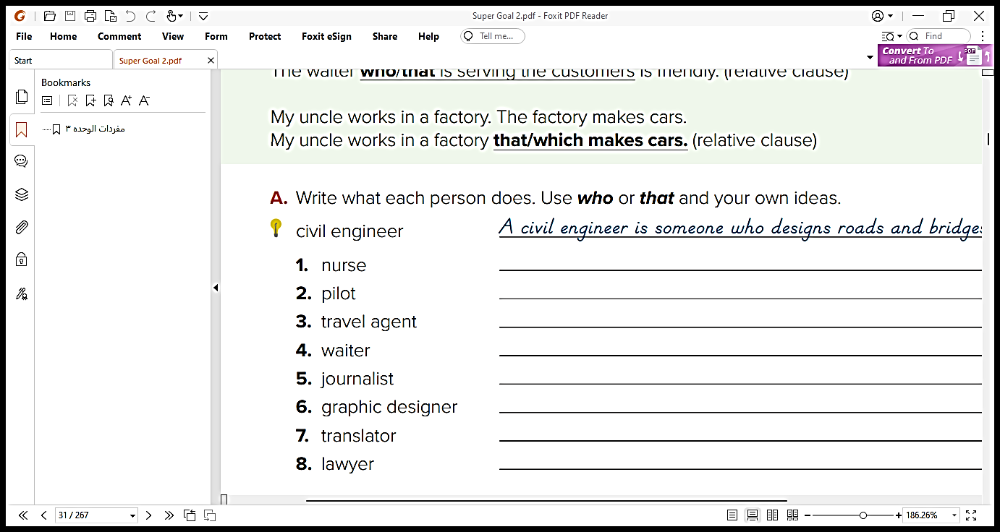 Super Goal 2.pdf - Foxit PDF Reader
File Home Comment View Form Protect Foxit eSign Share Help Tell me... Find
Start Super Goal 2.pdf
Convert To
and From PDF
PDF
Bookmarks
مفردات الوحده ٣
The waiter who/that is serving the customers is friendly. (relative clause)
My uncle works in a factory. The factory makes cars.
My uncle works in a factory that/which makes cars. (relative clause)
A. Write what each person does. Use who or that and your own ideas.
civil engineer A civil engineer is someone who designs roads and bridges
1. nurse
2. pilot
3. travel agent
4. waiter
5. journalist
6. graphic designer
7. translator
8. lawyer
31 / 267 186.26%